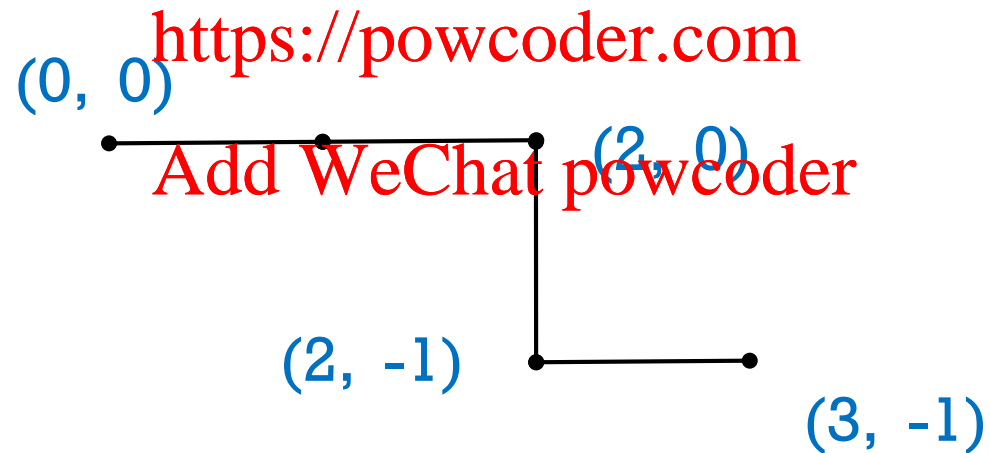 https://powcoder.com
(0, 0)
(2, 0)
Add WeChat powcoder
(2, -1)
(3, -1)